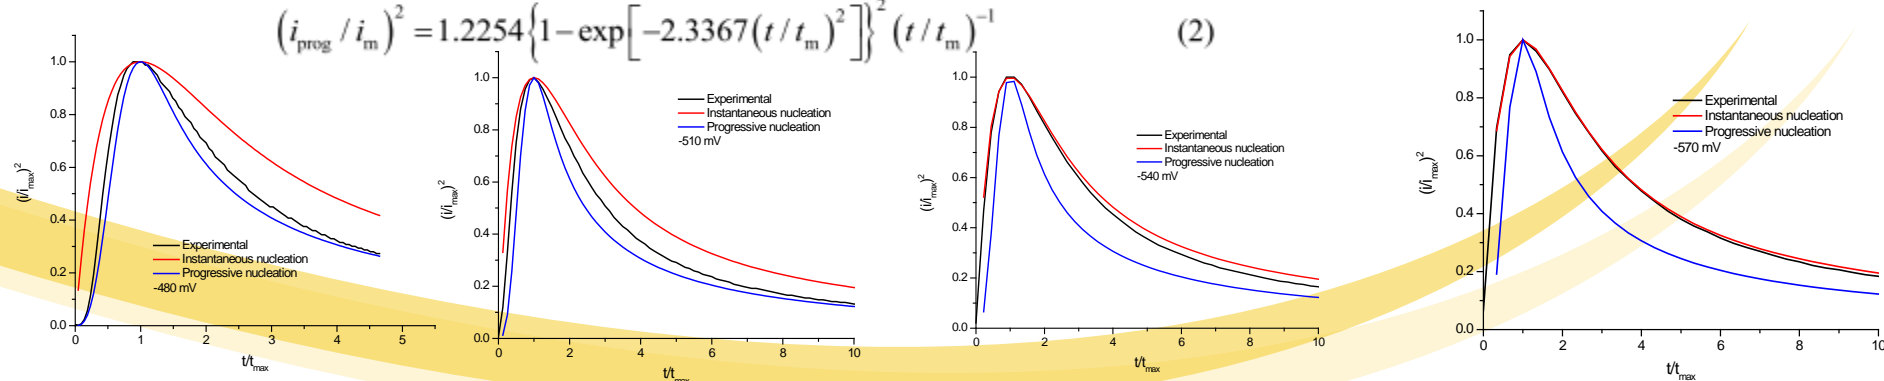 (i_prog / i_m)^2 = 1.2254{1−exp[−2.3367(t/t_m)^2]}^2 (t/t_m)^−1 (2)
1.0
0.8
0.6
0.4
0.2
0.0
(i/i_max)^2
0 1 2 3 4 5
t/t_max
Experimental
Instantaneous nucleation
Progressive nucleation
-480 mV
1.0
0.8
0.6
0.4
0.2
0.0
(i/i_max)^2
0 2 4 6 8 10
t/t_max
Experimental
Instantaneous nucleation
Progressive nucleation
-510 mV
1.0
0.8
0.6
0.4
0.2
0.0
(i/i_max)^2
0 2 4 6 8 10
t/t_max
Experimental
Instantaneous nucleation
Progressive nucleation
-540 mV
1.0
0.8
0.6
0.4
0.2
0.0
(i/i_max)^2
0 2 4 6 8 10
t/t_max
Experimental
Instantaneous nucleation
Progressive nucleation
-570 mV